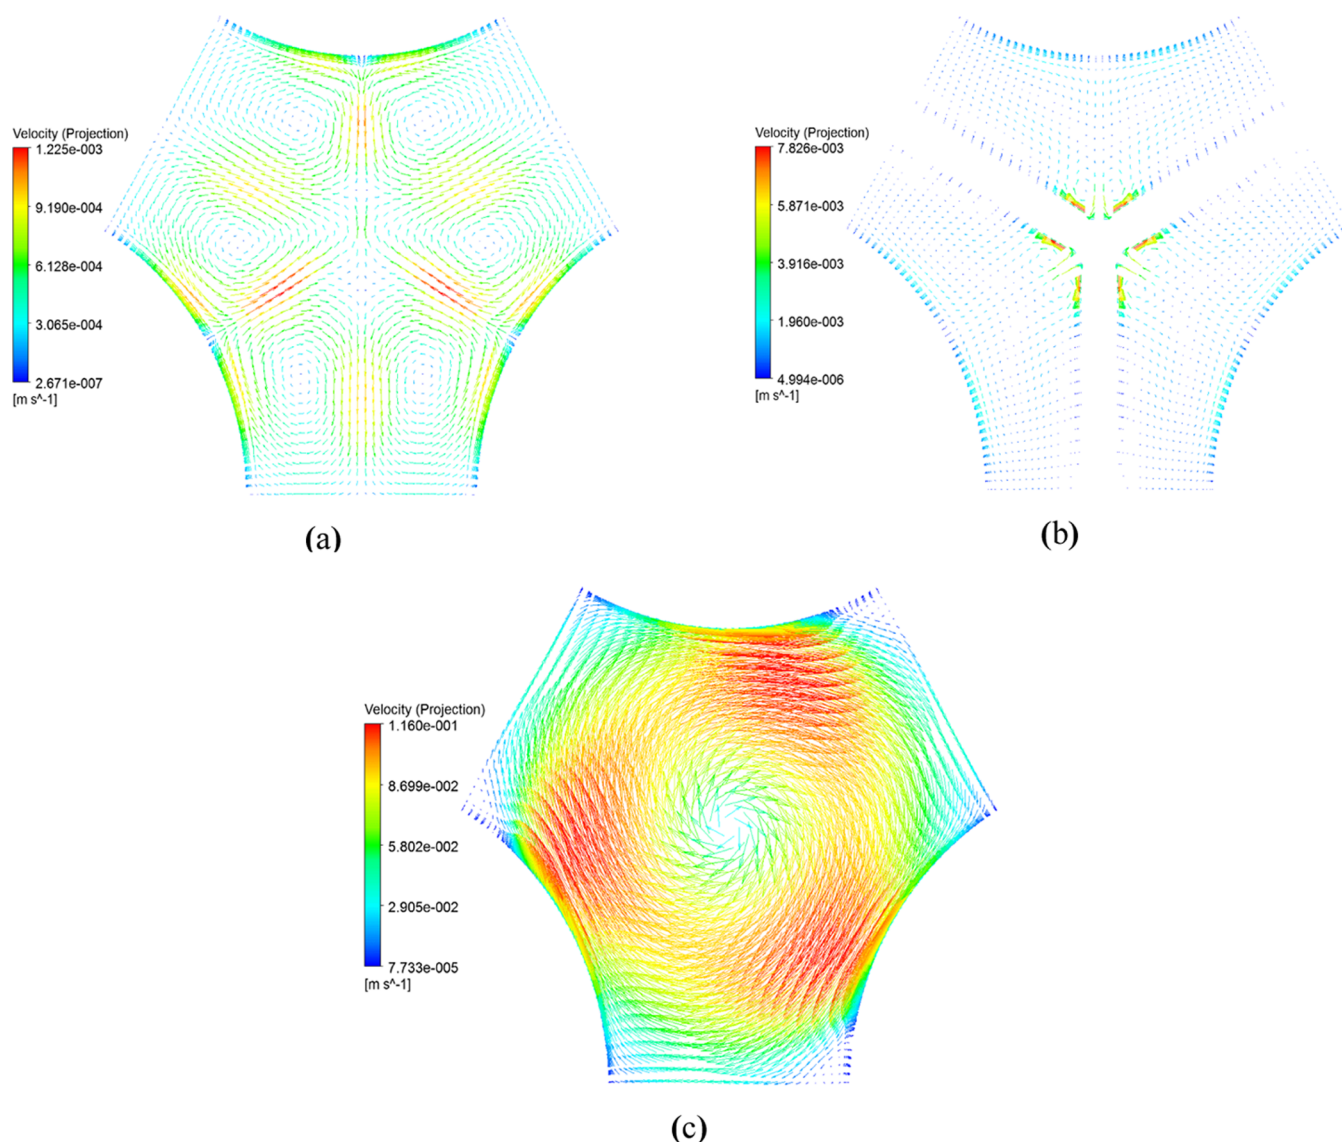 Velocity (Projection)
1.225e-003
9.190e-004
6.128e-004
3.065e-004
2.671e-007
[m s^-1]
(a)
Velocity (Projection)
7.826e-003
5.871e-003
3.916e-003
1.960e-003
4.994e-006
[m s^-1]
(b)
Velocity (Projection)
1.160e-001
8.699e-002
5.802e-002
2.905e-002
7.733e-005
[m s^-1]
(c)